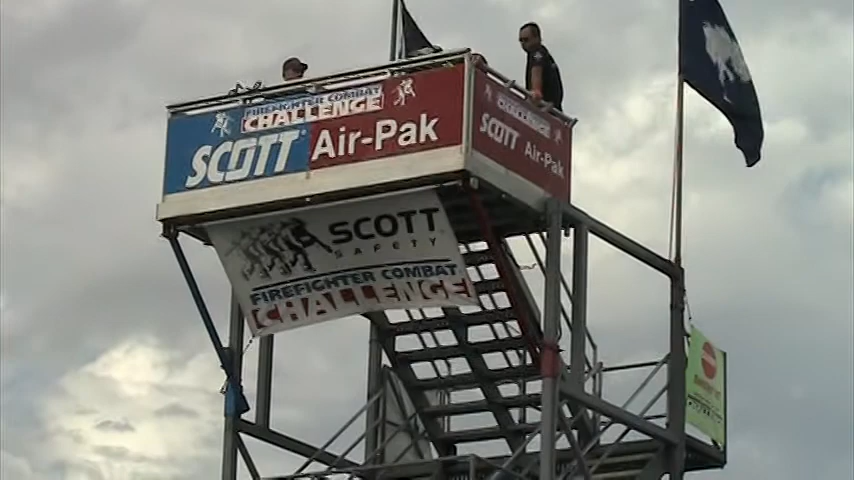 FIREFIGHTER COMBAT
CHALLENGE
SCOTT Air-Pak
CHALLENGE
SCOTT Air-Pak
SCOTT
SAFETY
FIREFIGHTER COMBAT
CHALLENGE